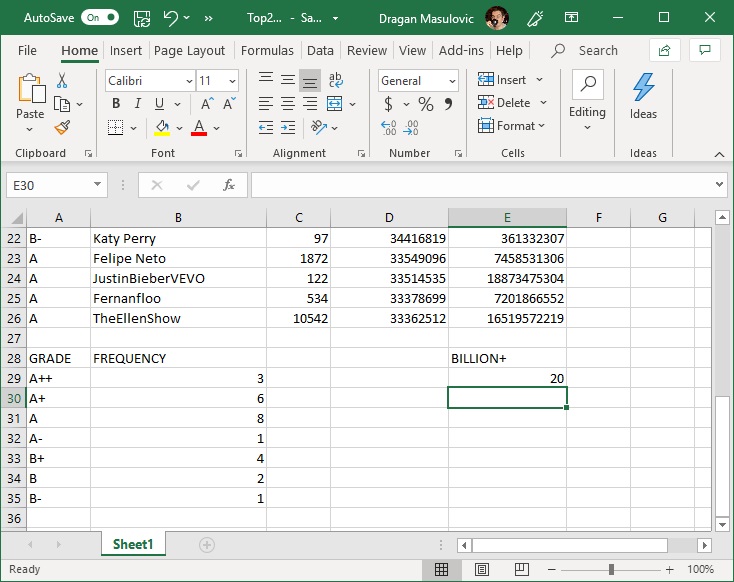 AutoSave On » Top2... - Sa... Dragan Masulovic
File Home Insert Page Layout Formulas Data Review View Add-ins Help Search
Paste
Calibri 11
B I U A A
A
ab
c
General
$ % 9
.00
.00
Insert
Delete
Format
Editing
Ideas
Clipboard Font Alignment Number Cells Ideas
E30 fx
A B C D E F G
22 B- Katy Perry 97 34416819 361332307
23 A Felipe Neto 1872 33549096 7458531306
24 A JustinBieberVEVO 122 33514535 18873475304
25 A Fernanfloo 534 33378699 7201866552
26 A TheEllenShow 10542 33362512 16519572219
27
28 GRADE FREQUENCY BILLION+
29 A++ 3 20
30 A+ 6
31 A 8
32 A- 1
33 B+ 4
34 B 2
35 B- 1
36
Sheet1
Ready - + 100%